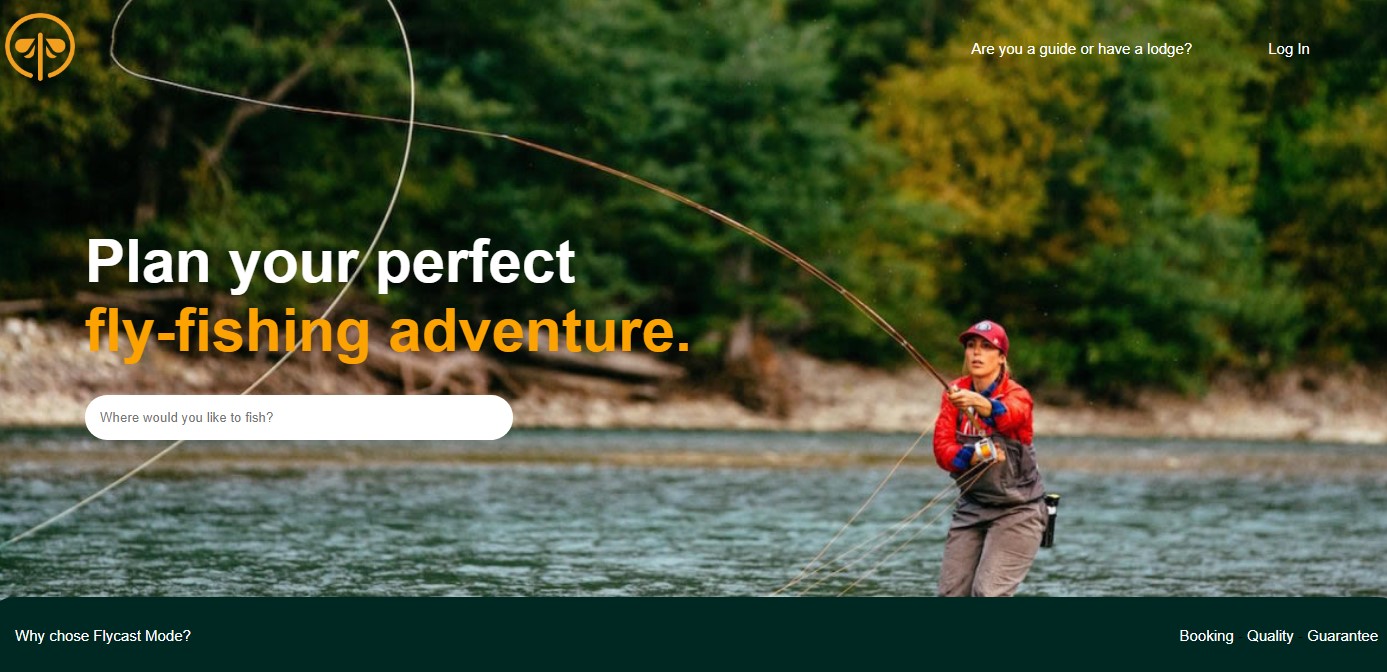 Are you a guide or have a lodge?
Log In
Plan your perfect
fly-fishing adventure.
Where would you like to fish?
Why chose Flycast Mode?
Booking Quality Guarantee